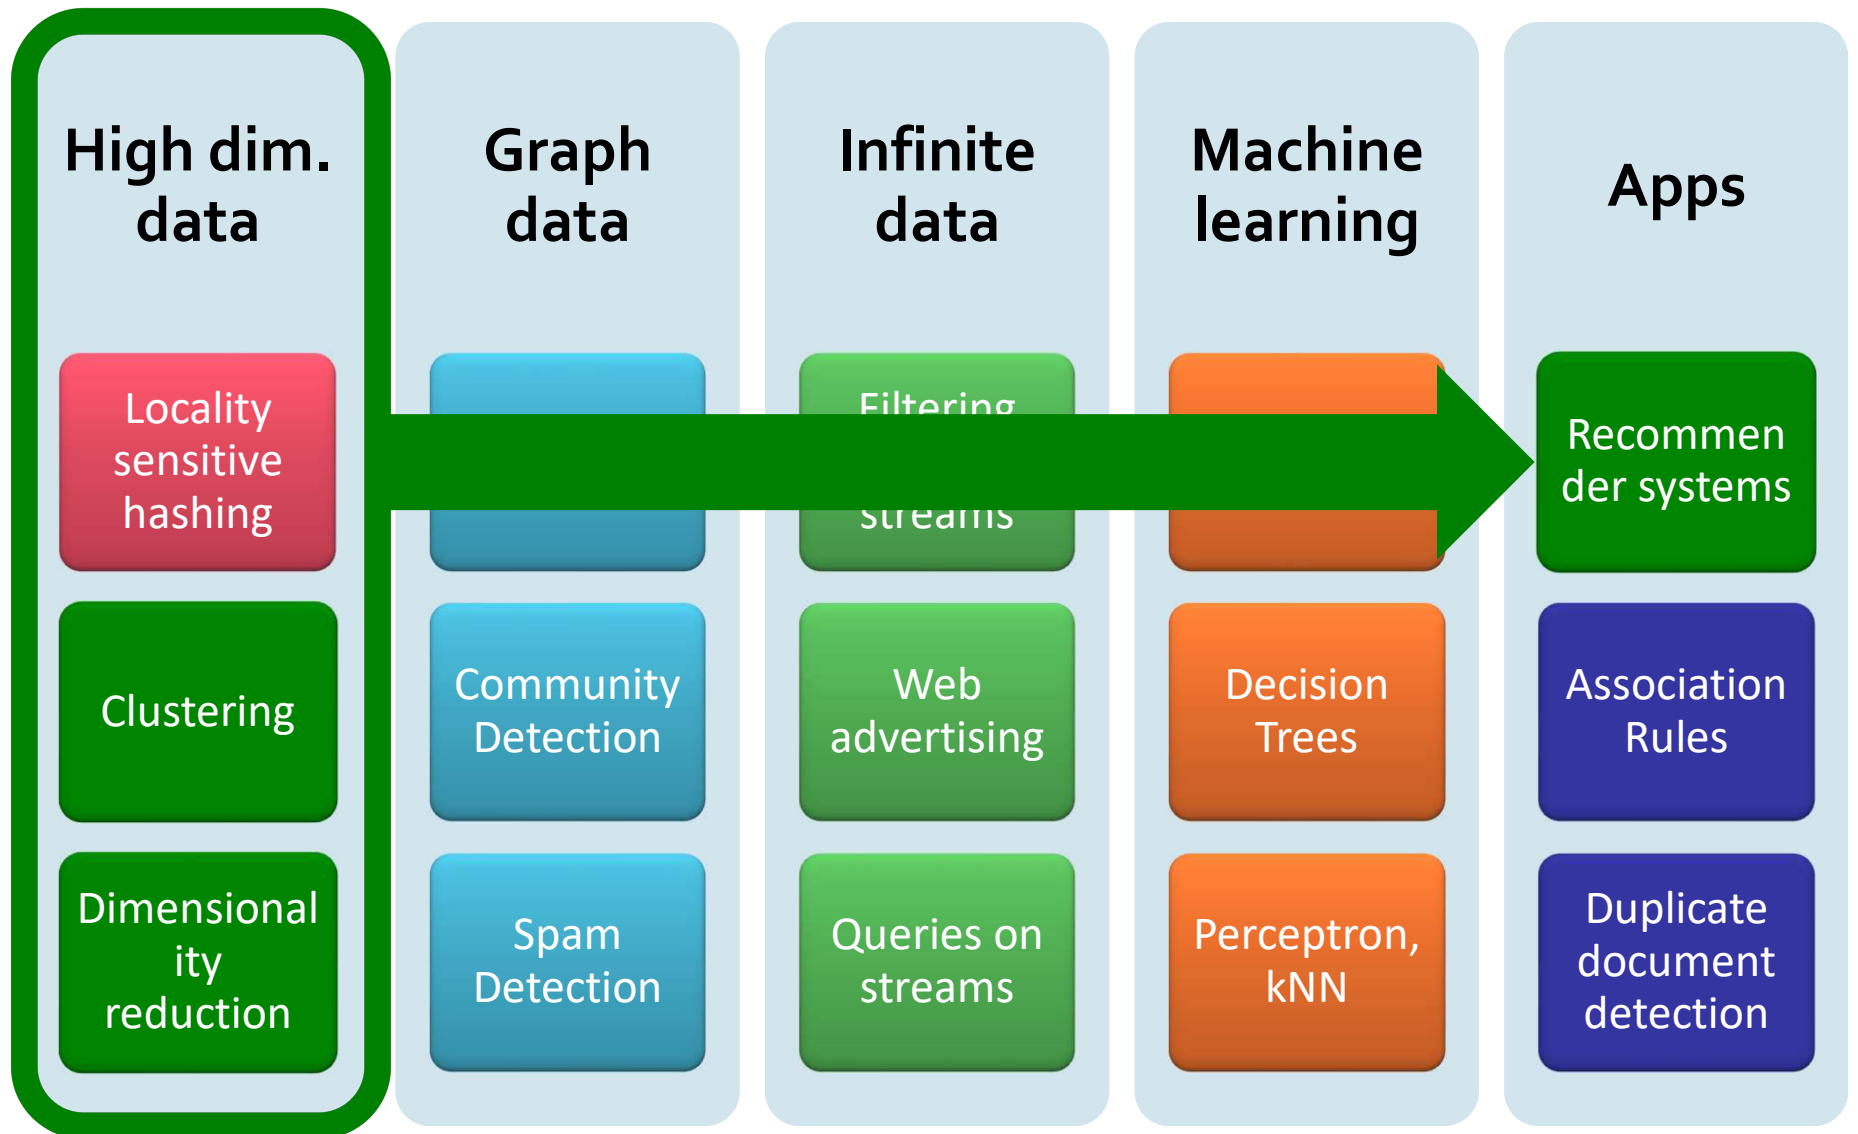 High dim.
data
Locality
sensitive
hashing
Clustering
Dimensional
ity
reduction
Graph
data
Community
Detection
Spam
Detection
Infinite
data
Filtering
streams
Web
advertising
Queries on
streams
Machine
learning
Decision
Trees
Perceptron,
kNN
Apps
Recommen
der systems
Association
Rules
Duplicate
document
detection